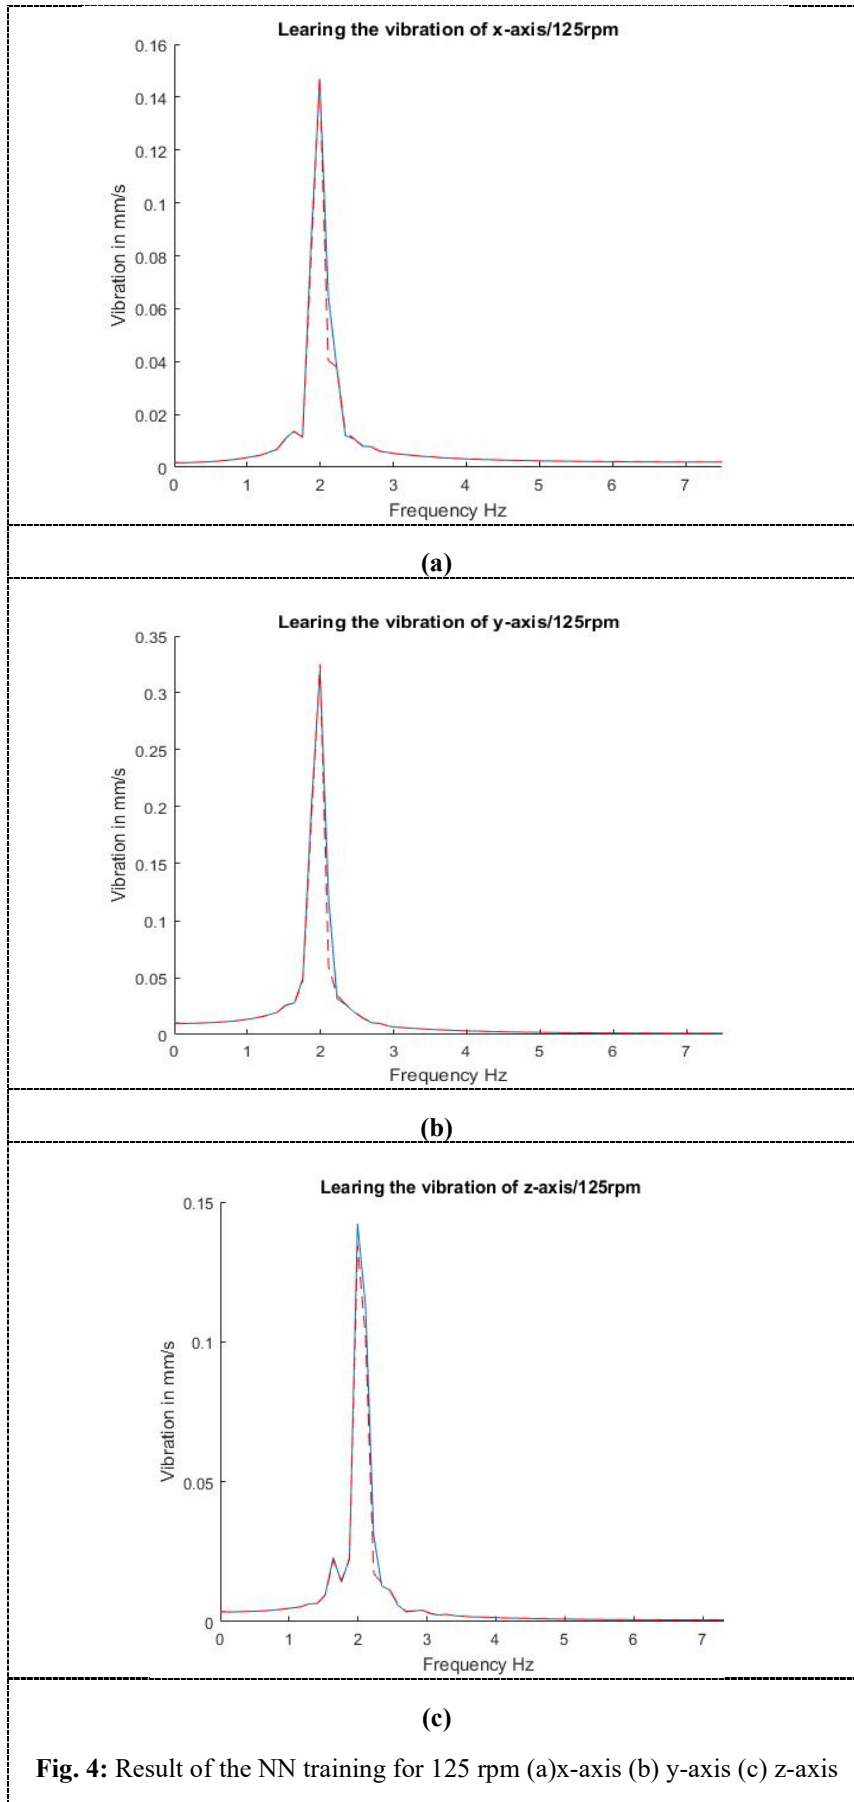 Learing the vibration of x-axis/125rpm
0.16
0.14
0.12
0.1
0.08
0.06
0.04
0.02
0
Vibration in mm/s
0 1 2 3 4 5 6 7
Frequency Hz
(a)
Learing the vibration of y-axis/125rpm
0.35
0.3
0.25
0.2
0.15
0.1
0.05
0
Vibration in mm/s
0 1 2 3 4 5 6 7
Frequency Hz
(b)
Learing the vibration of z-axis/125rpm
0.15
0.1
0.05
0
Vibration in mm/s
0 1 2 3 4 5 6 7
Frequency Hz
(c)
Fig. 4: Result of the NN training for 125 rpm (a)x-axis (b) y-axis (c) z-axis